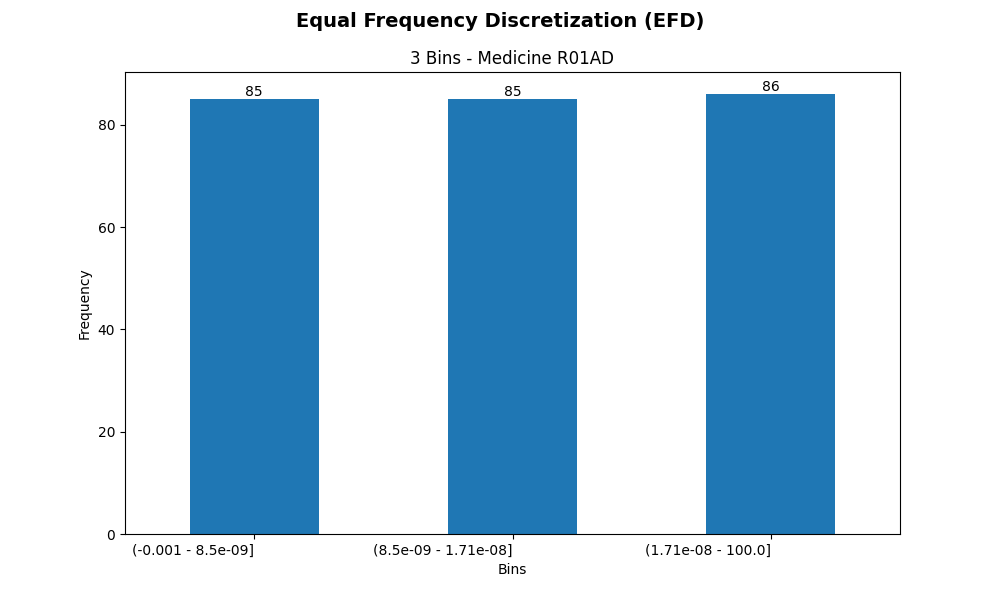 Equal Frequency Discretization (EFD)
3 Bins - Medicine R01AD
85
85
86
80
60
40
20
0
Frequency
(-0.001 - 8.5e-09]
(8.5e-09 - 1.71e-08]
(1.71e-08 - 100.0]
Bins